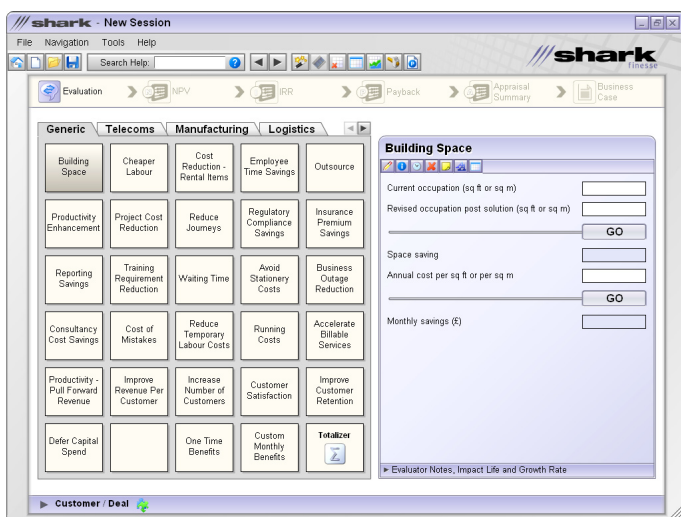 shark - New Session
File Navigation Tools Help
Search Help:
shark
finesse
Evaluation NPV IRR Payback Appraisal Summary Business Case
Generic Telecoms Manufacturing Logistics
Building Space
Cheaper Labour
Cost Reduction - Rental Items
Employee Time Savings
Outsource
Productivity Enhancement
Project Cost Reduction
Reduce Journeys
Regulatory Compliance Savings
Insurance Premium Savings
Reporting Savings
Training Requirement Reduction
Waiting Time
Avoid Stationery Costs
Business Outage Reduction
Consultancy Cost Savings
Cost of Mistakes
Reduce Temporary Labour Costs
Running Costs
Accelerate Billable Services
Productivity - Pull Forward Revenue
Improve Revenue Per Customer
Increase Number of Customers
Customer Satisfaction
Improve Customer Retention
Defer Capital Spend
One Time Benefits
Custom Monthly Benefits
Totalizer
Σ
Building Space
Current occupation (sq ft or sq m)
Revised occupation post solution (sq ft or sq m)
GO
Space saving
Annual cost per sq ft or per sq m
GO
Monthly savings (£)
Evaluator Notes, Impact Life and Growth Rate
Customer / Deal